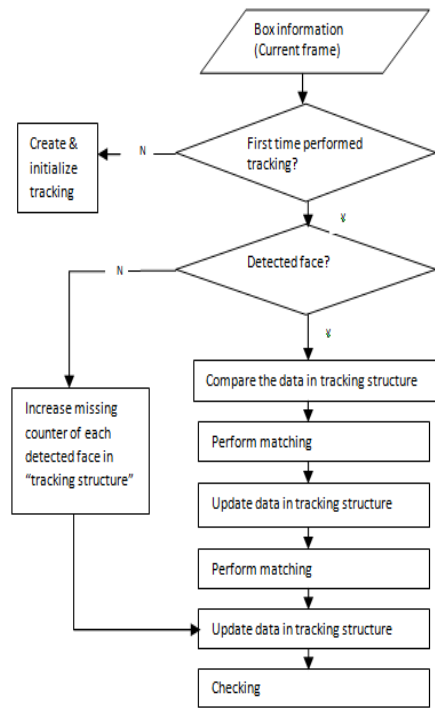 Box information
(Current frame)
First time performed
tracking?
N
Create &
initialize
tracking
Y
Detected face?
N
Y
Compare the data in tracking structure
Increase missing
counter of each
detected face in
"tracking structure"
Perform matching
Update data in tracking structure
Perform matching
Update data in tracking structure
Checking